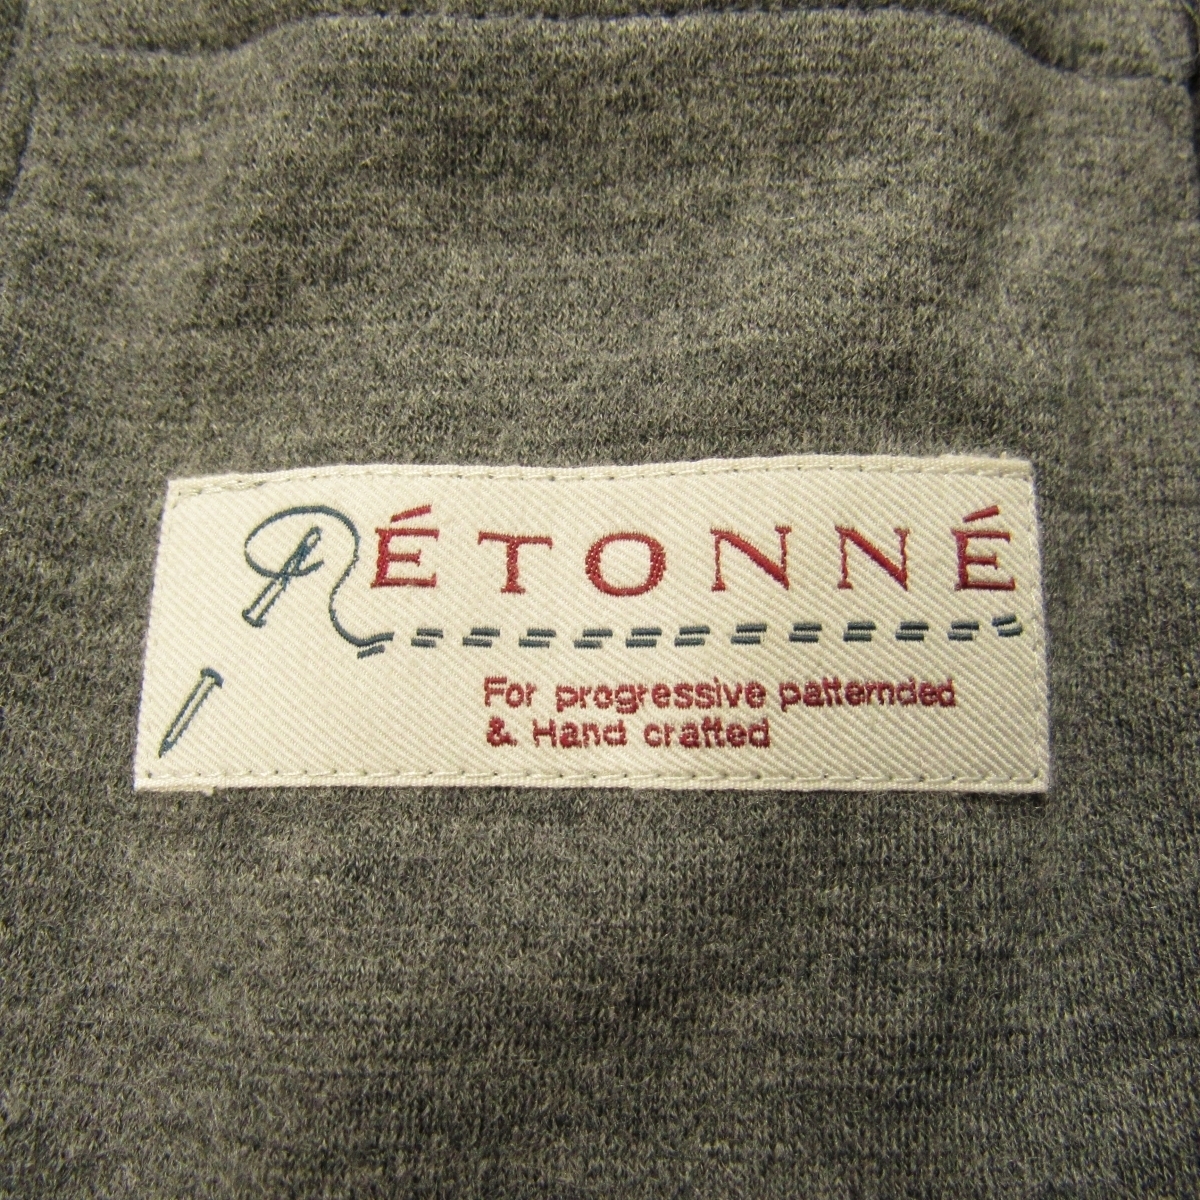 RÉTONNÉ
For progressive patternded
& Hand crafted